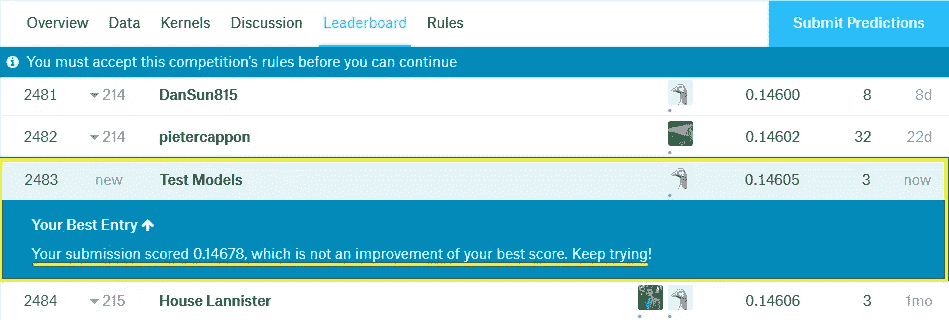 Overview Data Kernels Discussion Leaderboard Rules Submit Predictions
You must accept this competition's rules before you can continue
2481 214 DanSun815 0.14600 8 8d
2482 214 pietercappon 0.14602 32 22d
2483 new Test Models 0.14605 3 now
Your Best Entry
Your submission scored 0.14678, which is not an improvement of your best score. Keep trying!
2484 215 House Lannister 0.14606 3 1mo